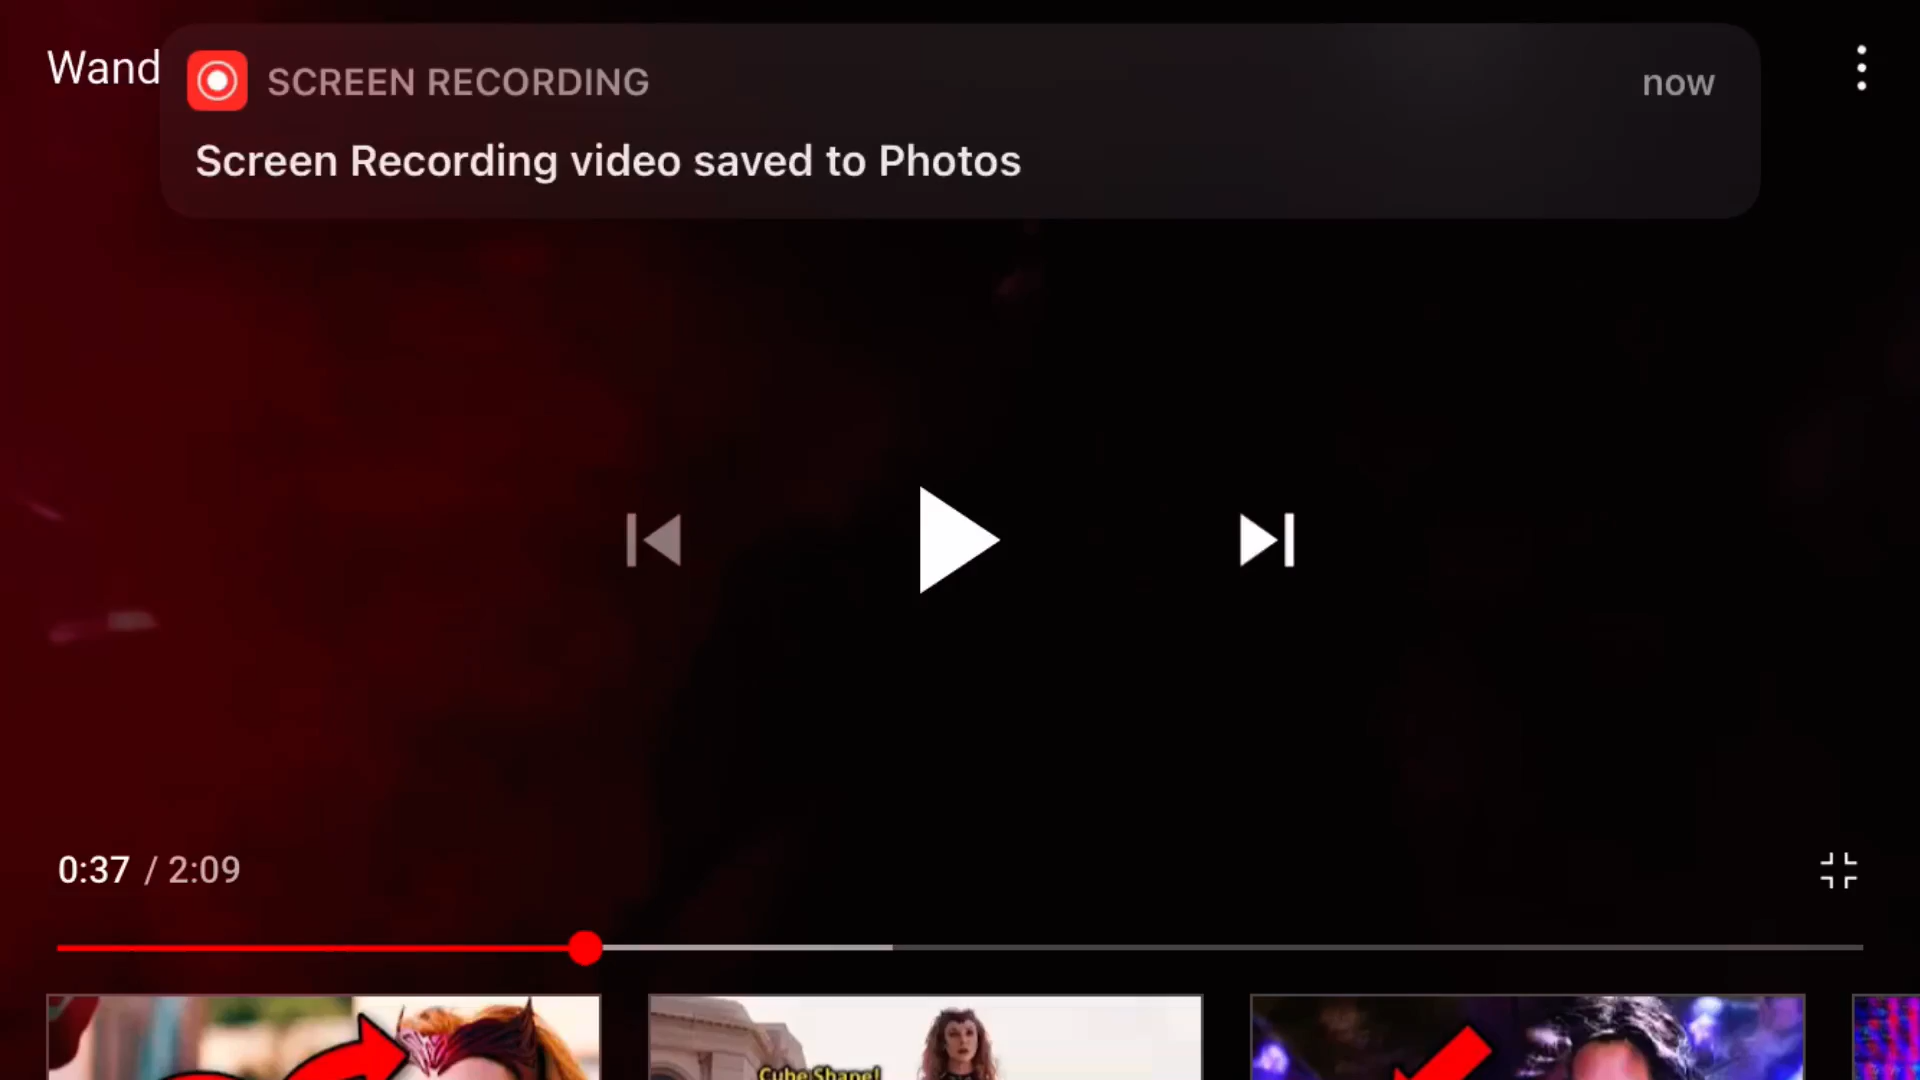 Wand
SCREEN RECORDING
now
Screen Recording video saved to Photos
0:37 / 2:09
Cube Shape!